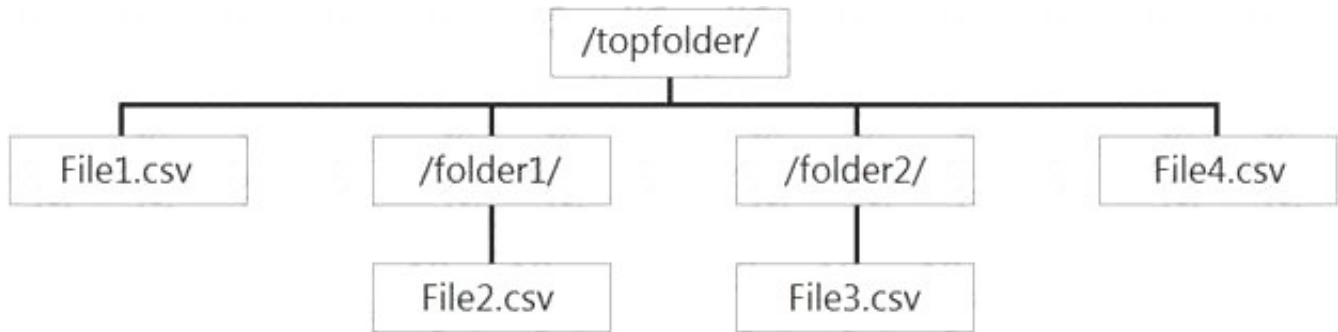 /topfolder/
File1.csv
/folder1/
/folder2/
File4.csv
File2.csv
File3.csv